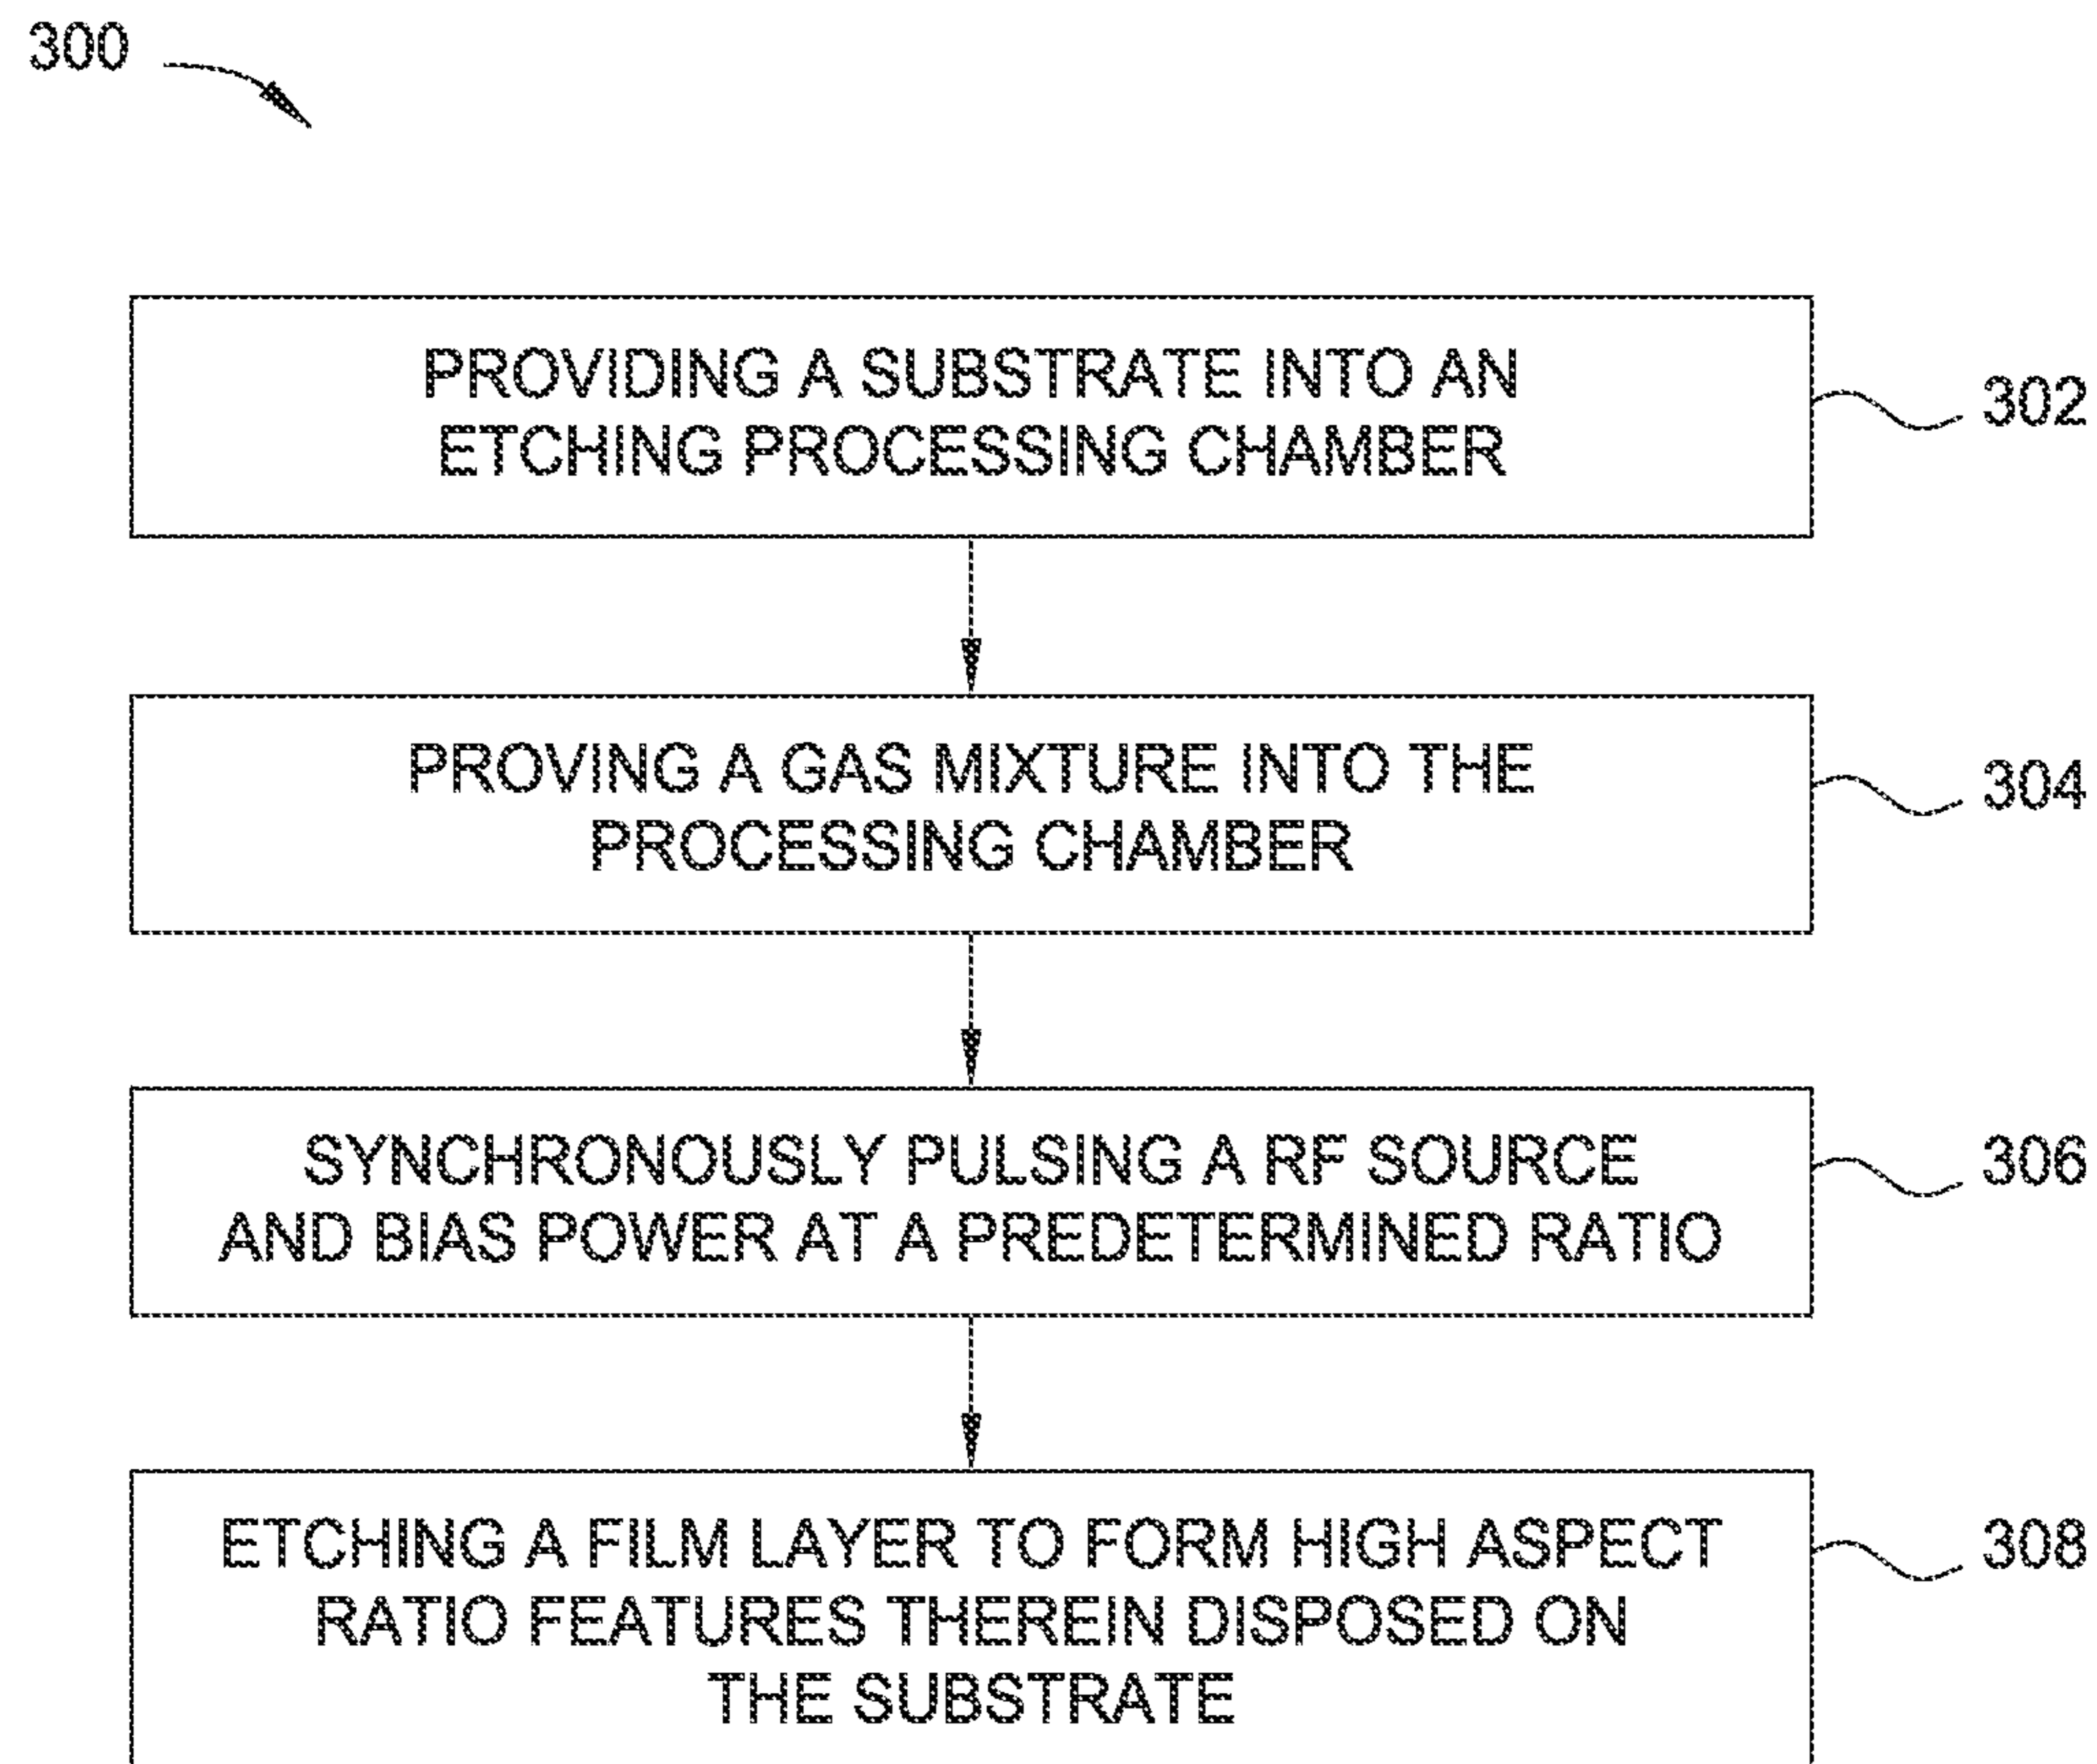 300
PROVIDING A SUBSTRATE INTO AN
ETCHING PROCESSING CHAMBER
302
PROVING A GAS MIXTURE INTO THE
PROCESSING CHAMBER
304
SYNCHRONOUSLY PULSING A RF SOURCE
AND BIAS POWER AT A PREDETERMINED RATIO
306
ETCHING A FILM LAYER TO FORM HIGH ASPECT
RATIO FEATURES THEREIN DISPOSED ON
THE SUBSTRATE
308